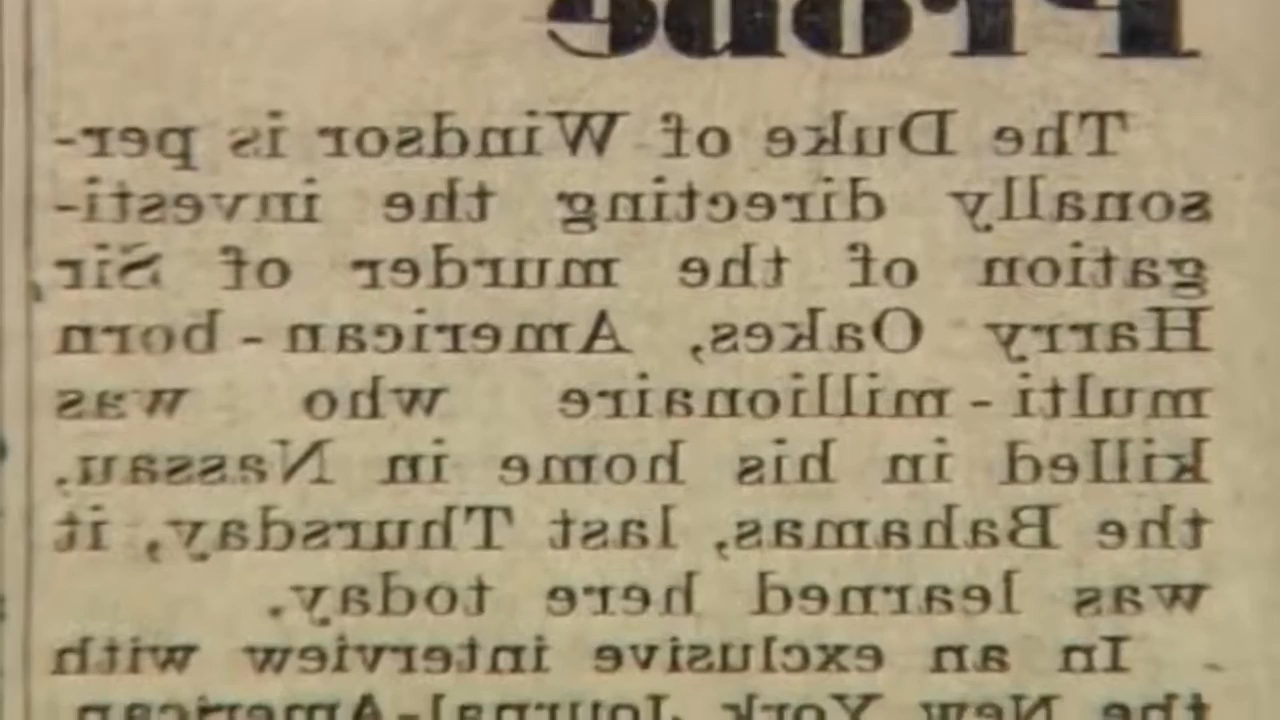 Probe
The Duke of Windsor is per-
sonally directing the investi-
gation of the murder of Sir
Harry Oakes, American-born
multi-millionaire who was
killed in his home in Nassau,
the Bahamas, last Thursday, it
was learned here today.
In an exclusive interview with
the New York Journal-American